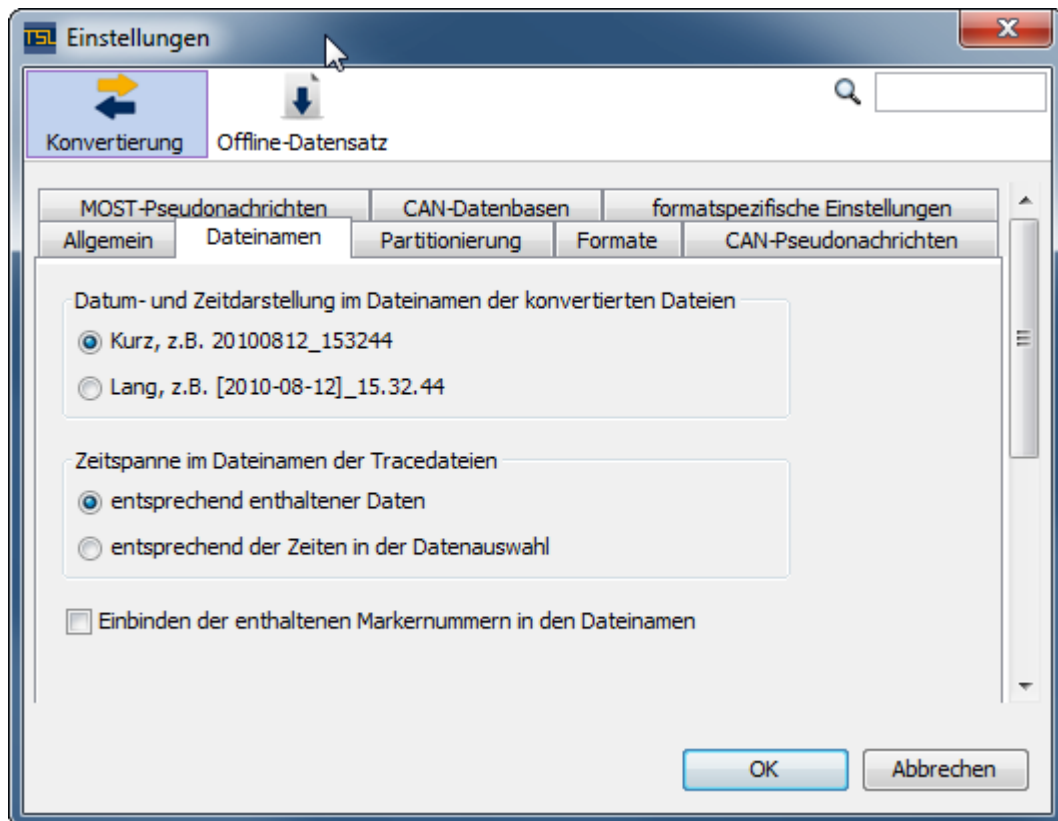 TSL Einstellungen
Konvertierung Offline-Datensatz
MOST-Pseudonachrichten CAN-Datenbasen formatspezifische Einstellungen
Allgemein Dateinamen Partitionierung Formate CAN-Pseudonachrichten
Datum- und Zeitdarstellung im Dateinamen der konvertierten Dateien
Kurz, z.B. 20100812_153244
Lang, z.B. [2010-08-12]_15.32.44
Zeitspanne im Dateinamen der Tracedateien
entsprechend enthaltener Daten
entsprechend der Zeiten in der Datenauswahl
Einbinden der enthaltenen Markernummern in den Dateinamen
OK Abbrechen